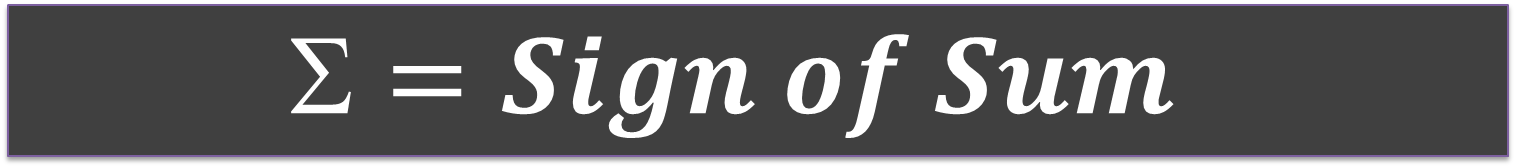 Σ = Sign of Sum